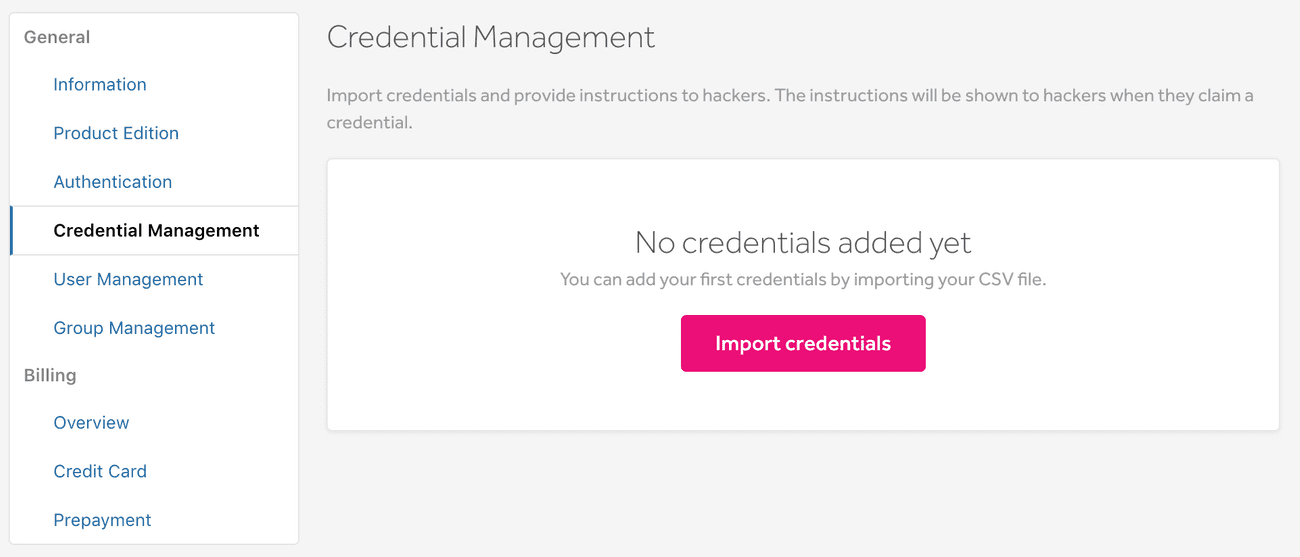 General
Information
Product Edition
Authentication
Credential Management
User Management
Group Management
Billing
Overview
Credit Card
Prepayment
Credential Management
Import credentials and provide instructions to hackers. The instructions will be shown to hackers when they claim a
credential.
No credentials added yet
You can add your first credentials by importing your CSV file.
Import credentials